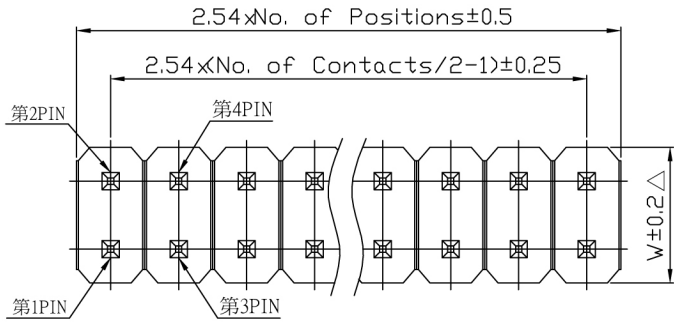 2.54xNo. of Positions±0.5
2.54x(No. of Contacts/2-1)±0.25
第2PIN
第4PIN
W±0.2△
第1PIN
第3PIN